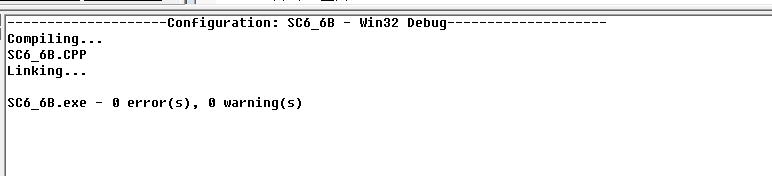 --------------------Configuration: SC6_6B - Win32 Debug--------------------
Compiling...
SC6_6B.CPP
Linking...
SC6_6B.exe - 0 error(s), 0 warning(s)